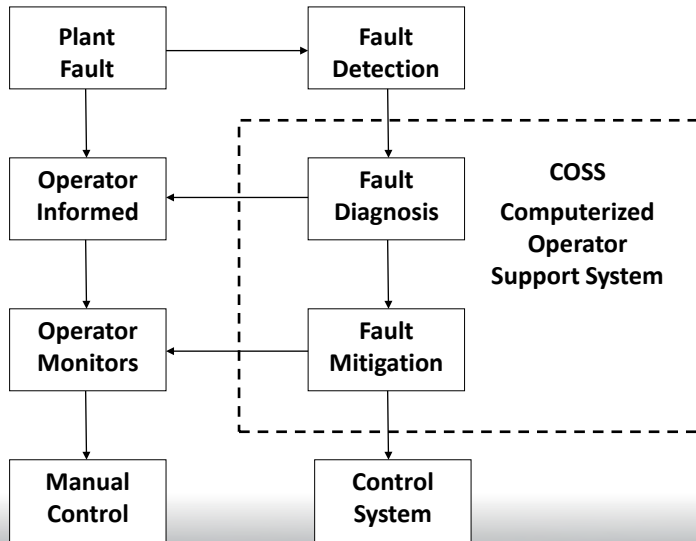 Plant
Fault
Fault
Detection
Operator
Informed
Fault
Diagnosis
COSS
Computerized
Operator
Support System
Operator
Monitors
Fault
Mitigation
Manual
Control
Control
System